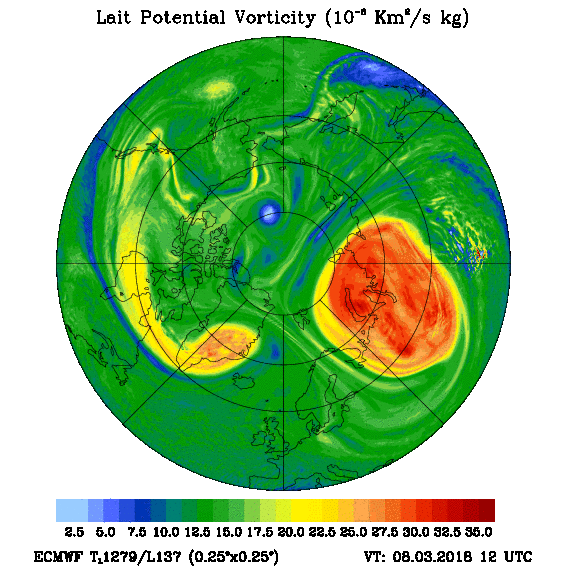 Lait Potential Vorticity (10⁻⁶ Km²/s kg)
2.5 5.0 7.5 10.0 12.5 15.0 17.5 20.0 22.5 25.0 27.5 30.0 32.5 35.0
ECMWF T_L1279/L137 (0.25°x0.25°) VT: 08.03.2018 12 UTC